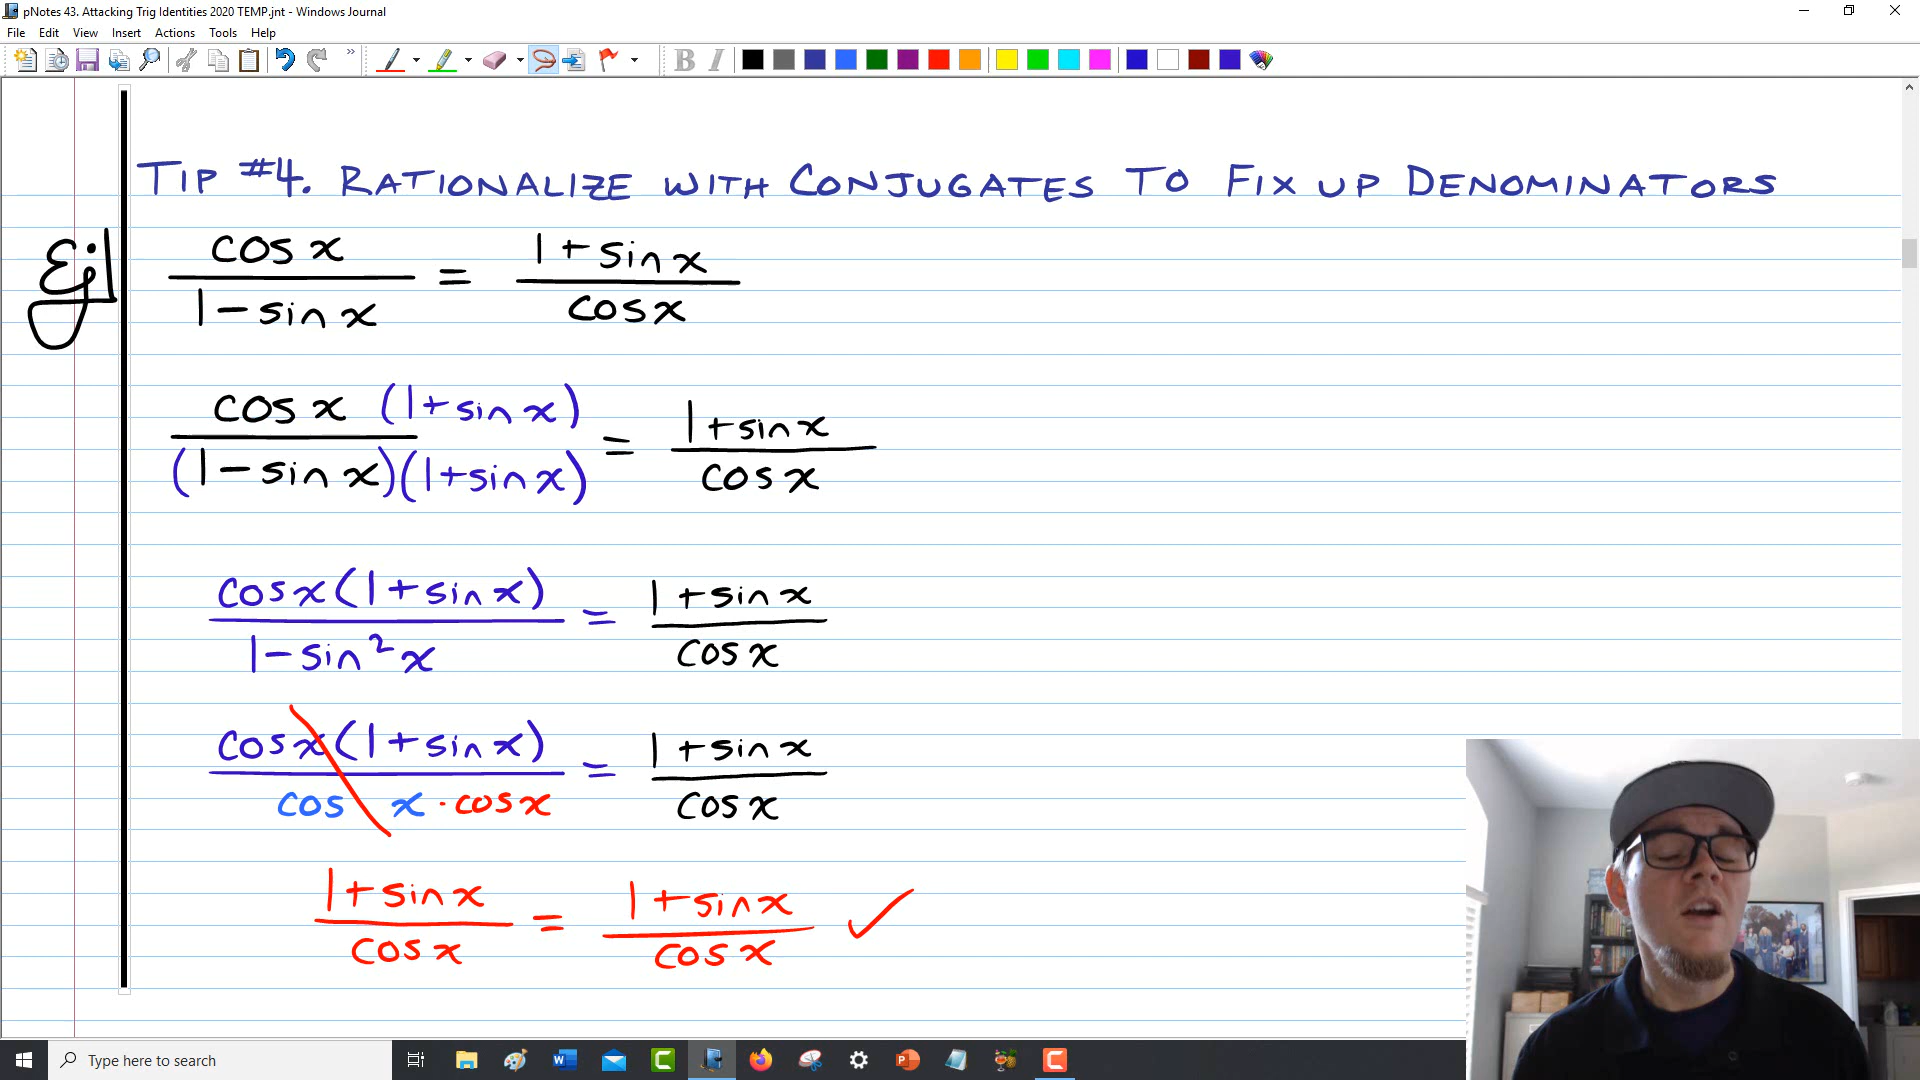 pNotes 43. Attacking Trig Identities 2020 TEMP.jnt - Windows Journal
File Edit View Insert Actions Tools Help
B I
TIP #4. RATIONALIZE WITH CONJUGATES TO FIX UP DENOMINATORS
Ej1
cos x / 1 - sin x = 1 + sin x / cos x
cos x (1 + sin x) / (1 - sin x)(1 + sin x) = 1 + sin x / cos x
cos x (1 + sin x) / 1 - sin² x = 1 + sin x / cos x
cos x (1 + sin x) / cos x · cos x = 1 + sin x / cos x
1 + sin x / cos x = 1 + sin x / cos x ✓
Type here to search